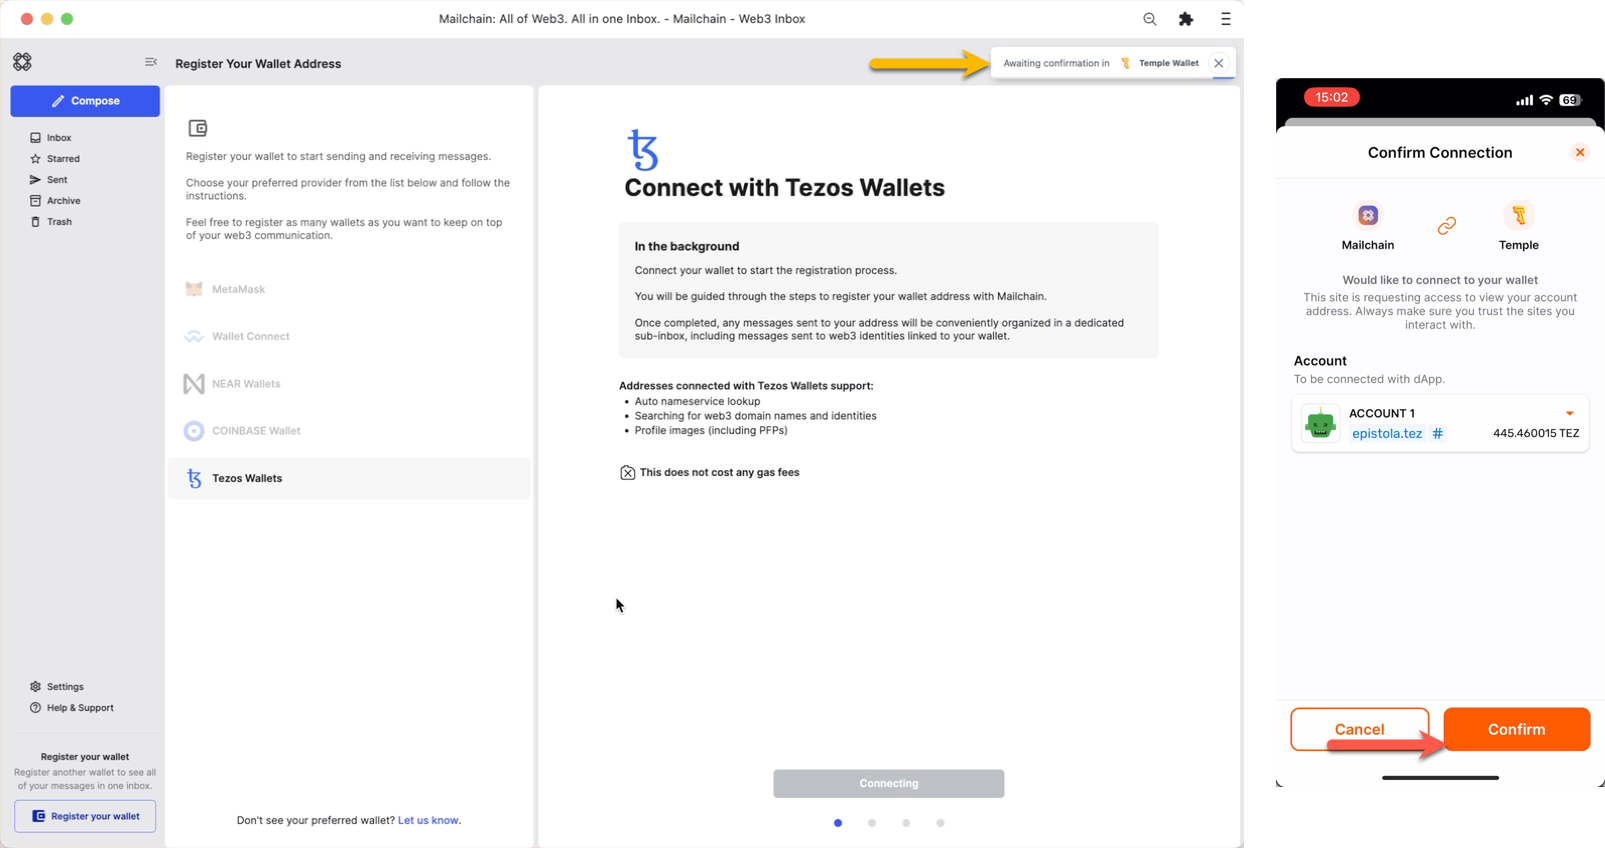 Mailchain: All of Web3. All in one Inbox. - Mailchain - Web3 Inbox
Register Your Wallet Address
Awaiting confirmation in Temple Wallet
Compose
Inbox
Starred
Sent
Archive
Trash
Settings
Help & Support
Register your wallet
Register another wallet to see all
of your messages in one inbox.
Register your wallet
Register your wallet to start sending and receiving messages.
Choose your preferred provider from the list below and follow the
instructions.
Feel free to register as many wallets as you want to keep on top
of your web3 communication.
MetaMask
Wallet Connect
NEAR Wallets
COINBASE Wallet
Tezos Wallets
Don't see your preferred wallet? Let us know.
Connect with Tezos Wallets
In the background
Connect your wallet to start the registration process.
You will be guided through the steps to register your wallet address with Mailchain.
Once completed, any messages sent to your address will be conveniently organized in a dedicated
sub-inbox, including messages sent to web3 identities linked to your wallet.
Addresses connected with Tezos Wallets support:
• Auto nameservice lookup
• Searching for web3 domain names and identities
• Profile images (including PFPs)
This does not cost any gas fees
Connecting
15:02
69
Confirm Connection
Mailchain
Temple
Would like to connect to your wallet
This site is requesting access to view your account
address. Always make sure you trust the sites you
interact with.
Account
To be connected with dApp.
ACCOUNT 1
epistola.tez # 445.460015 TEZ
Cancel
Confirm